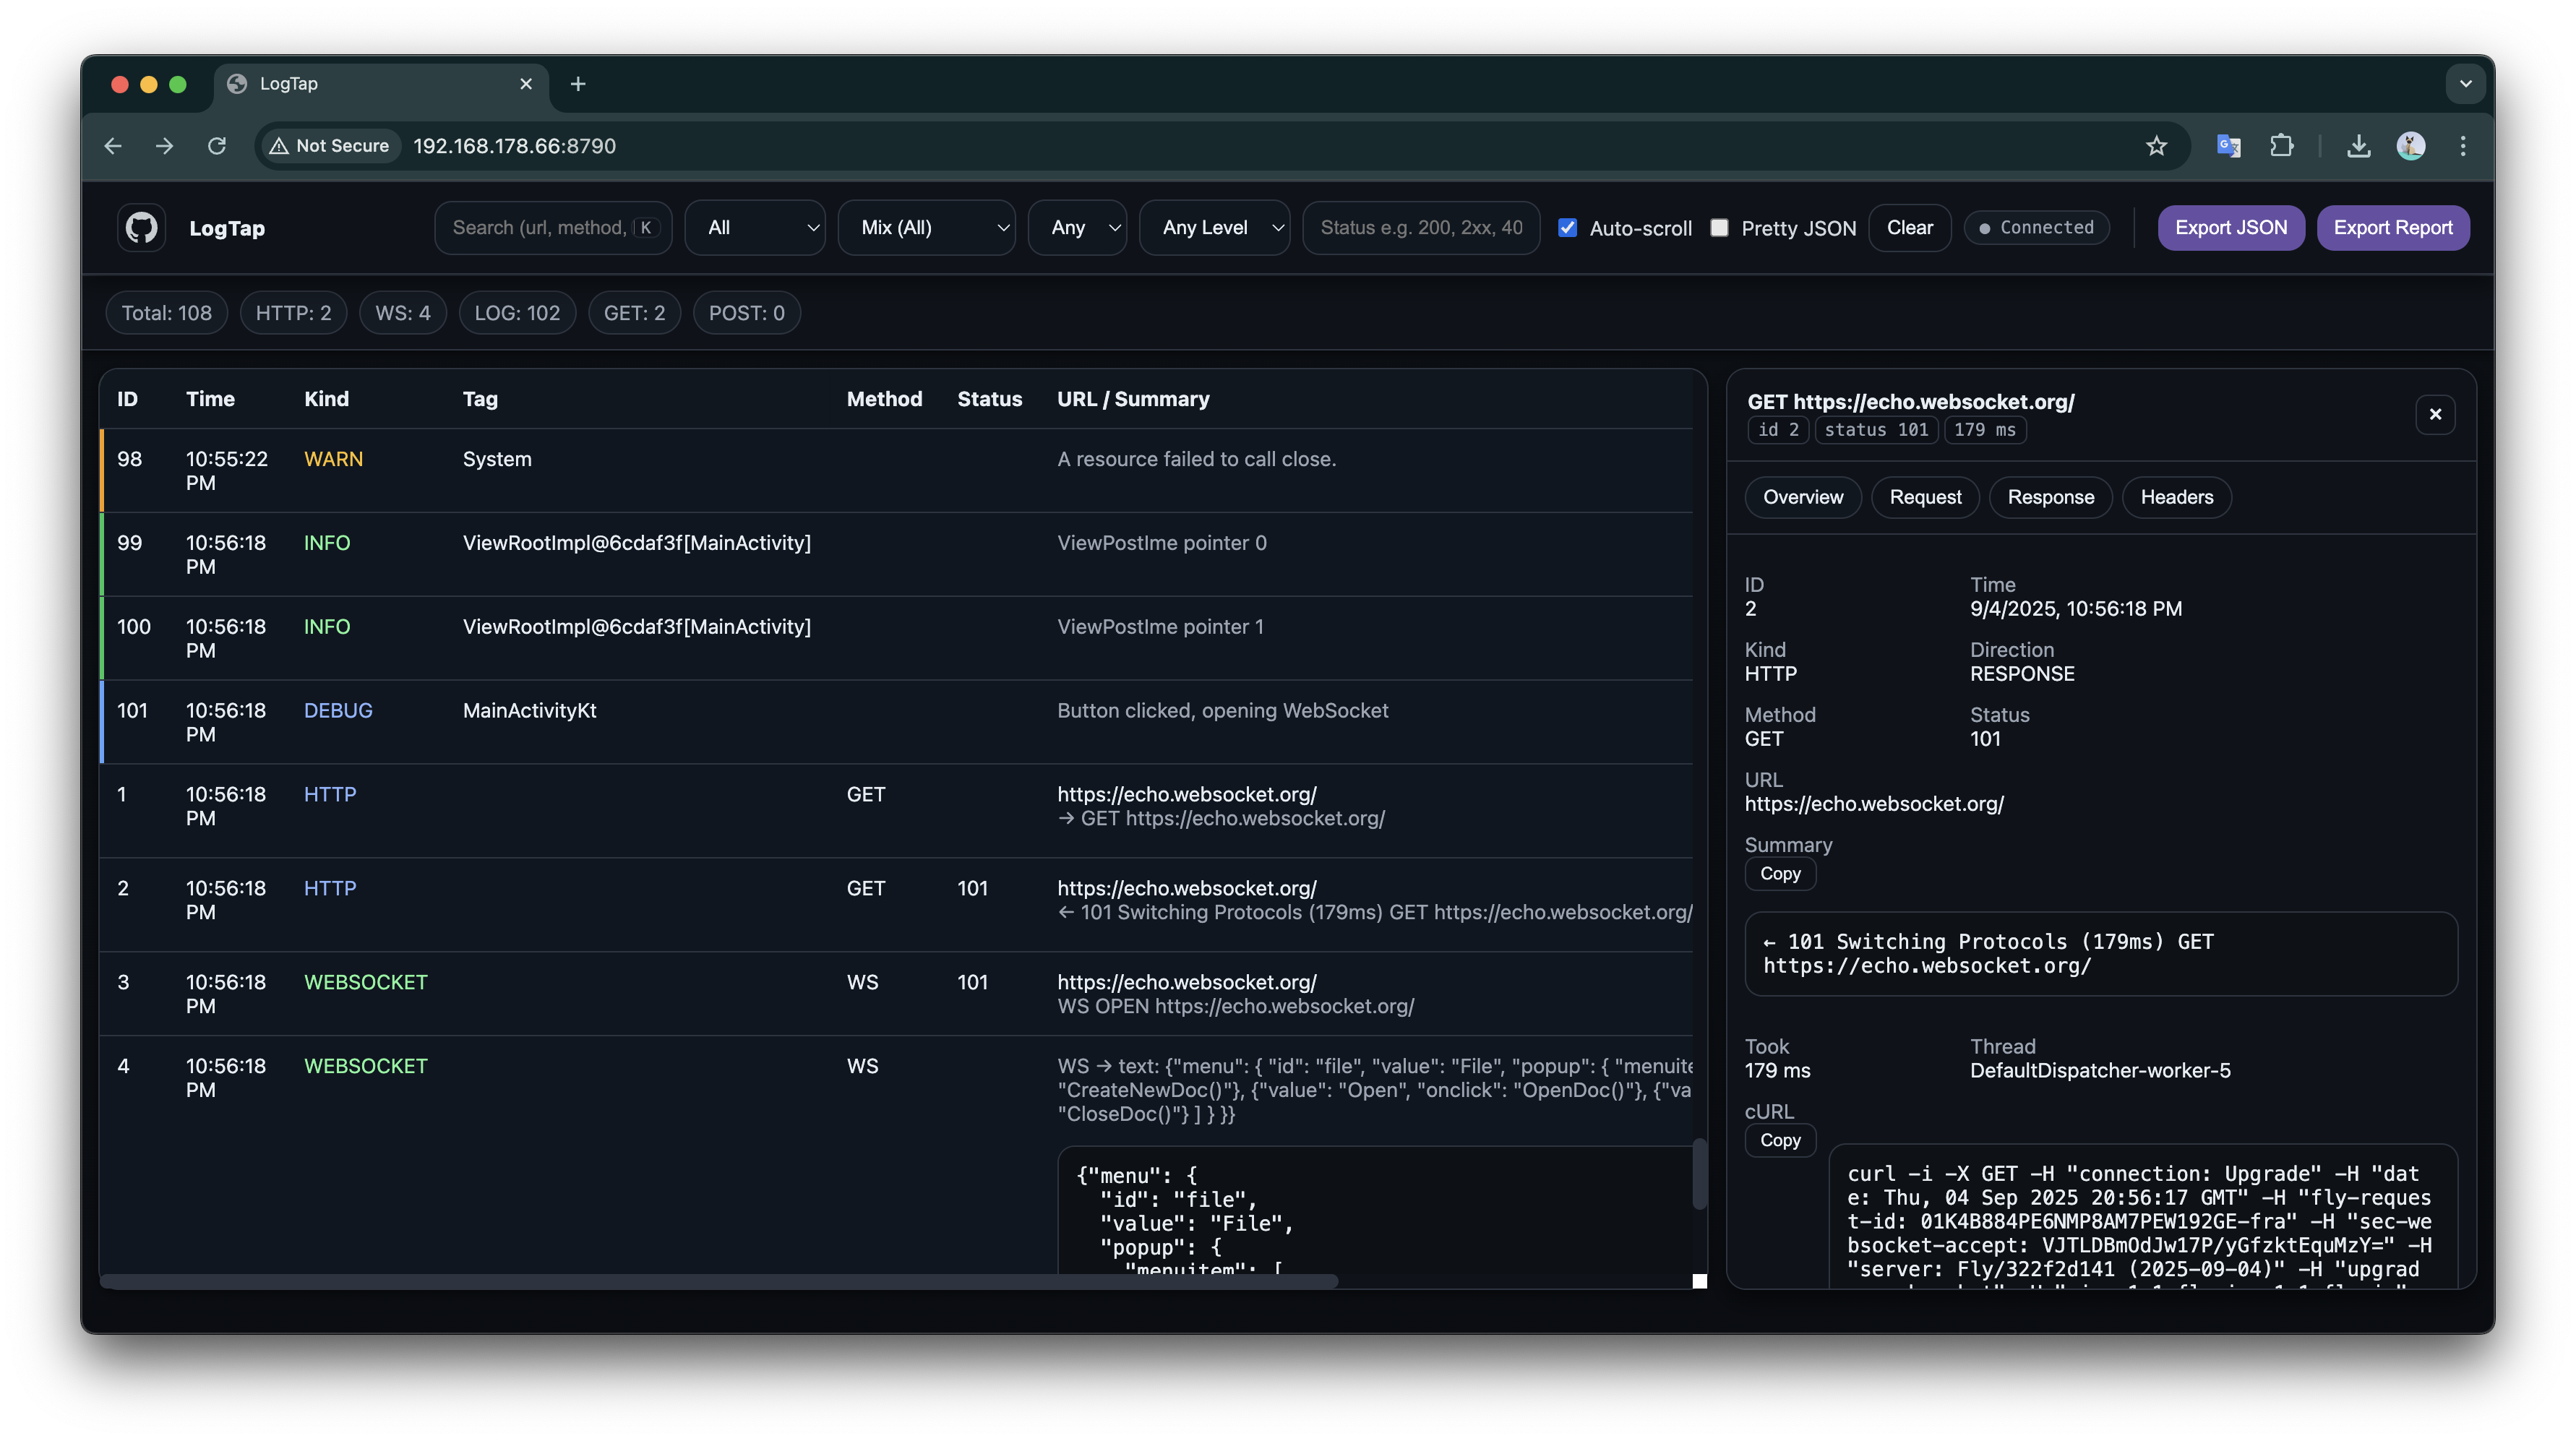 LogTap
Not Secure 192.168.178.66:8790
LogTap
Search (url, method, K
All
Mix (All)
Any
Any Level
Status e.g. 200, 2xx, 40
Auto-scroll
Pretty JSON
Clear
Connected
Export JSON
Export Report
Total: 108
HTTP: 2
WS: 4
LOG: 102
GET: 2
POST: 0
ID Time Kind Tag Method Status URL / Summary
98 10:55:22 WARN System A resource failed to call close.
PM
99 10:56:18 INFO ViewRootImpl@6cdaf3f[MainActivity] ViewPostIme pointer 0
PM
100 10:56:18 INFO ViewRootImpl@6cdaf3f[MainActivity] ViewPostIme pointer 1
PM
101 10:56:18 DEBUG MainActivityKt Button clicked, opening WebSocket
PM
1 10:56:18 HTTP GET https://echo.websocket.org/
PM → GET https://echo.websocket.org/
2 10:56:18 HTTP GET 101 https://echo.websocket.org/
PM ← 101 Switching Protocols (179ms) GET https://echo.websocket.org/
3 10:56:18 WEBSOCKET WS 101 https://echo.websocket.org/
PM WS OPEN https://echo.websocket.org/
4 10:56:18 WEBSOCKET WS WS → text: {"menu": { "id": "file", "value": "File", "popup": { "menuite
PM "CreateNewDoc()"}, {"value": "Open", "onclick": "OpenDoc()"}, {"va
"CloseDoc()"} ] } }}
{"menu": {
"id": "file",
"value": "File",
"popup": {
"menuitem": [
GET https://echo.websocket.org/
id 2 status 101 179 ms
Overview
Request
Response
Headers
ID Time
2 9/4/2025, 10:56:18 PM
Kind Direction
HTTP RESPONSE
Method Status
GET 101
URL
https://echo.websocket.org/
Summary
Copy
← 101 Switching Protocols (179ms) GET
https://echo.websocket.org/
Took Thread
179 ms DefaultDispatcher-worker-5
cURL
Copy
curl -i -X GET -H "connection: Upgrade" -H "dat
e: Thu, 04 Sep 2025 20:56:17 GMT" -H "fly-reques
t-id: 01K4B884PE6NMP8AM7PEW192GE-fra" -H "sec-we
bsocket-accept: VJTLDBmOdJw17P/yGfzktEquMzY=" -H
"server: Fly/322f2d141 (2025-09-04)" -H "upgrad